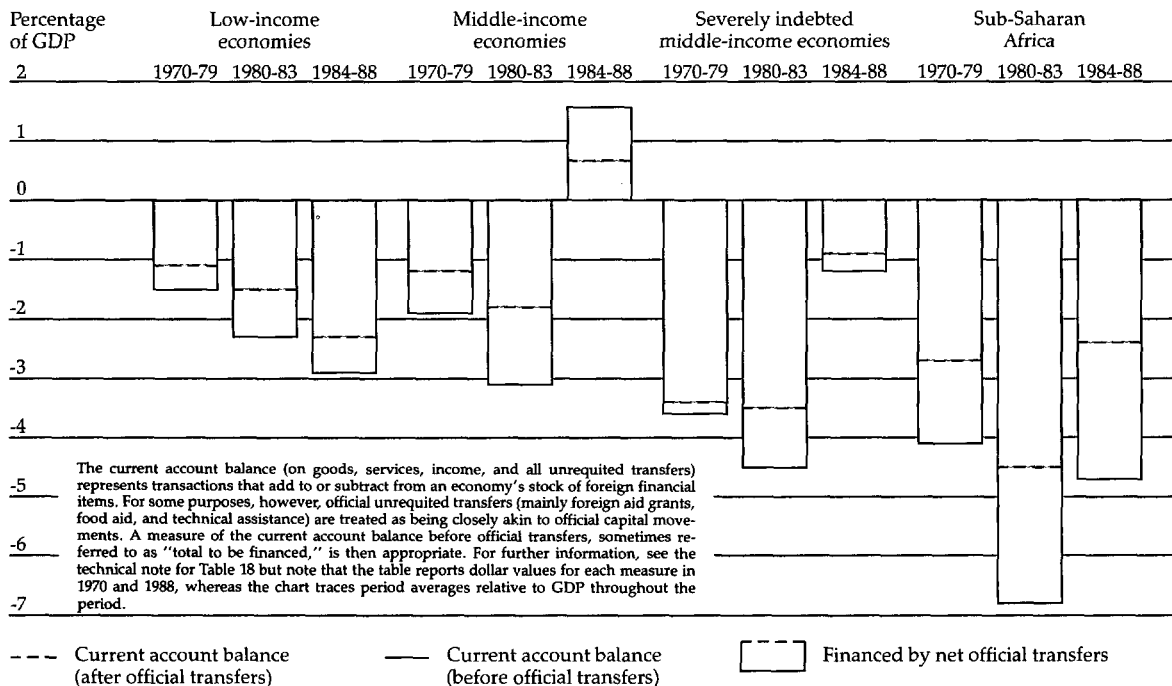 Percentage of GDP
Low-income economies
Middle-income economies
Severely indebted middle-income economies
Sub-Saharan Africa
2 1970-79 1980-83 1984-88 1970-79 1980-83 1984-88 1970-79 1980-83 1984-88 1970-79 1980-83 1984-88
1
0
-1
-2
-3
-4
-5
-6
-7
The current account balance (on goods, services, income, and all unrequited transfers)
represents transactions that add to or subtract from an economy's stock of foreign financial
items. For some purposes, however, official unrequited transfers (mainly foreign aid grants,
food aid, and technical assistance) are treated as being closely akin to official capital move-
ments. A measure of the current account balance before official transfers, sometimes re-
ferred to as "total to be financed," is then appropriate. For further information, see the
technical note for Table 18 but note that the table reports dollar values for each measure in
1970 and 1988, whereas the chart traces period averages relative to GDP throughout the
period.
Current account balance
(after official transfers)
Current account balance
(before official transfers)
Financed by net official transfers